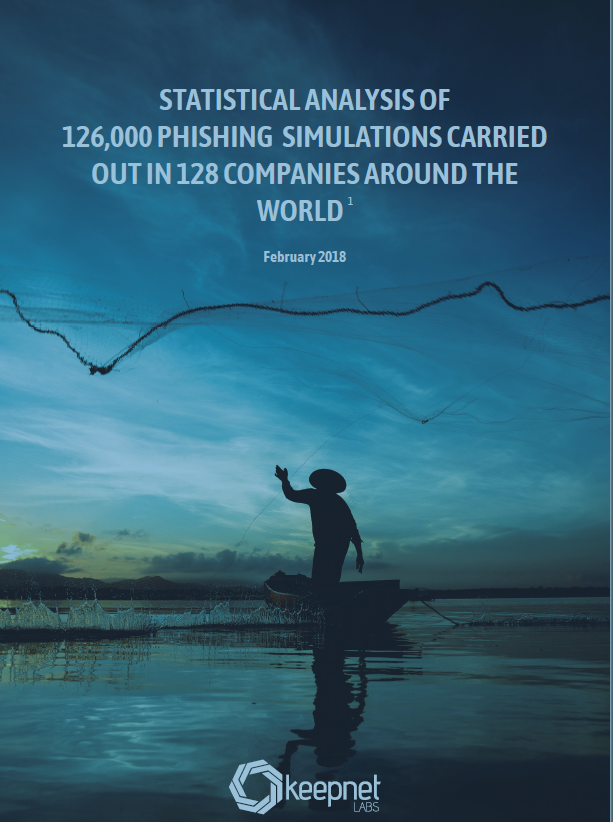 STATISTICAL ANALYSIS OF
126,000 PHISHING SIMULATIONS CARRIED
OUT IN 128 COMPANIES AROUND THE
WORLD 1
February 2018
keepnet
LABS